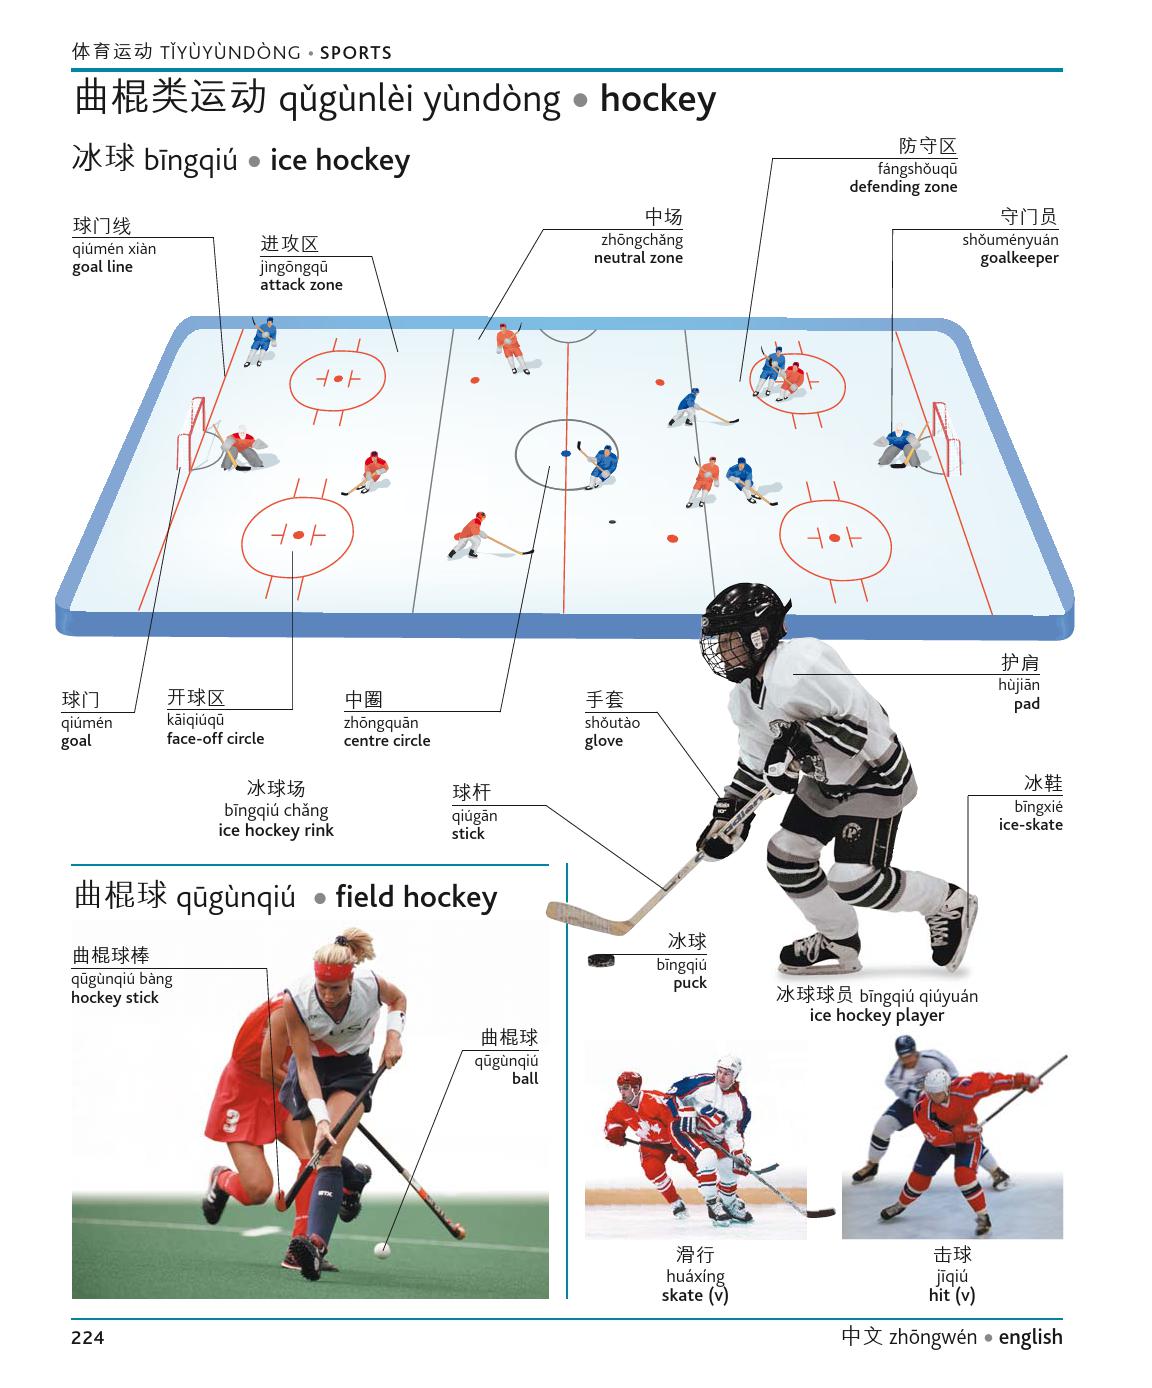 体育运动 TǏYÙYÙNDÒNG • SPORTS
曲棍类运动 qǔgùnlèi yùndòng • hockey
冰球 bīngqiú • ice hockey
防守区
fángshǒuqū
defending zone
球门线
qiúmén xiàn
goal line
进攻区
jìngōngqū
attack zone
中场
zhōngchǎng
neutral zone
守门员
shǒuményuán
goalkeeper
球门
qiúmén
goal
开球区
kāiqiúqū
face-off circle
中圈
zhōngquān
centre circle
手套
shǒutào
glove
护肩
hùjiān
pad
冰球场
bīngqiú chǎng
ice hockey rink
球杆
qiúgān
stick
冰鞋
bīngxié
ice-skate
曲棍球 qūgùnqiú • field hockey
曲棍球棒
qūgùnqiú bàng
hockey stick
曲棍球
qūgùnqiú
ball
冰球
bīngqiú
puck
冰球球员 bīngqiú qiúyuán
ice hockey player
滑行
huáxíng
skate (v)
击球
jīqiú
hit (v)
224
中文 zhōngwén • english